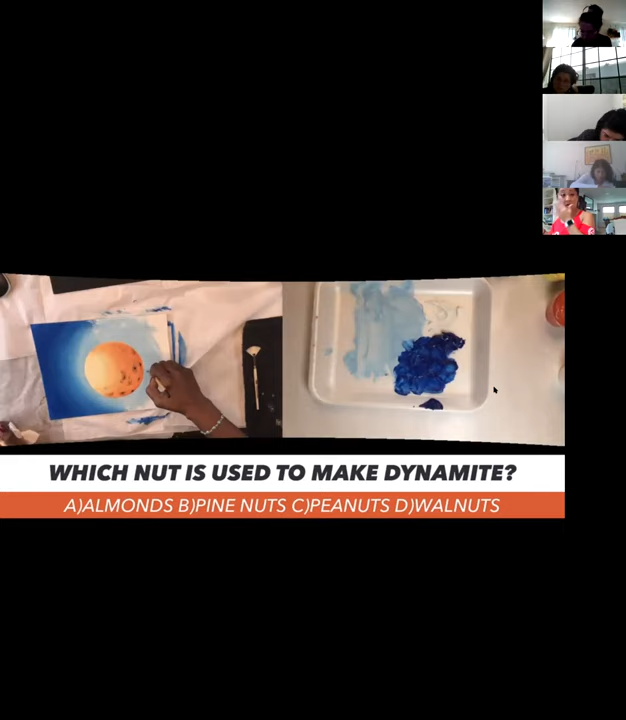 WHICH NUT IS USED TO MAKE DYNAMITE?
A)ALMONDS B)PINE NUTS C)PEANUTS D)WALNUTS